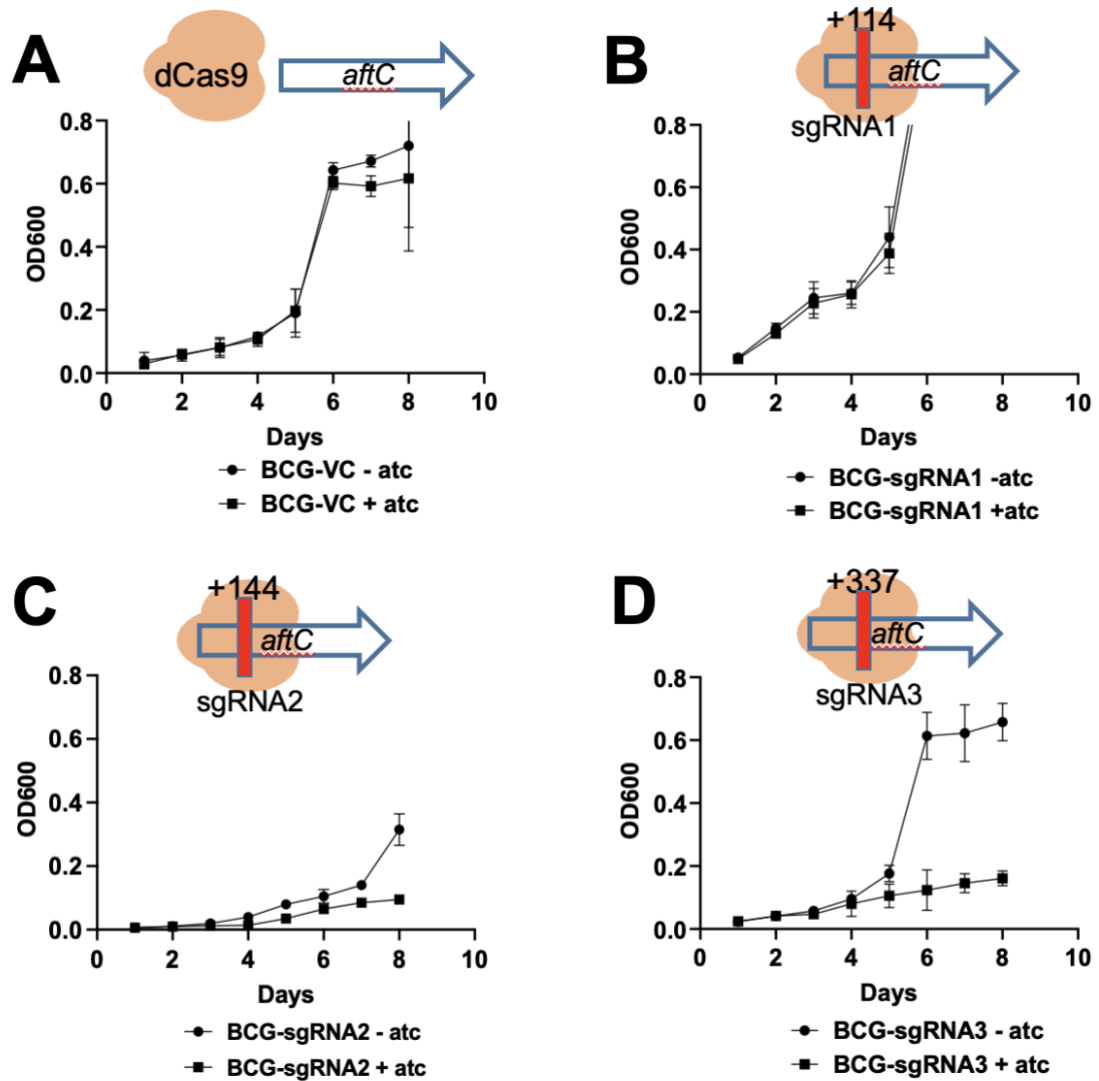 A
dCas9
aftC
0.8
0.6
0.4
0.2
0.0
OD600
0 2 4 6 8 10
Days
BCG-VC - atc
BCG-VC + atc
B
+114
aftC
sgRNA1
0.8
0.6
0.4
0.2
0.0
OD600
0 2 4 6 8 10
Days
BCG-sgRNA1 -atc
BCG-sgRNA1 +atc
C
+144
aftC
sgRNA2
0.8
0.6
0.4
0.2
0.0
OD600
0 2 4 6 8 10
Days
BCG-sgRNA2 - atc
BCG-sgRNA2 + atc
D
+337
aftC
sgRNA3
0.8
0.6
0.4
0.2
0.0
OD600
0 2 4 6 8 10
Days
BCG-sgRNA3 - atc
BCG-sgRNA3 + atc